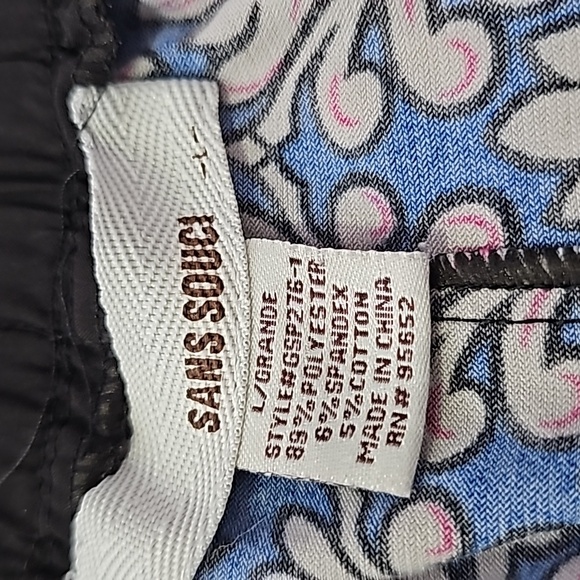 SANS SOUCI
L
L/GRANDE
STYLE#GSP276-1
89%POLYESTER
6%SPANDEX
5%COTTON
MADE IN CHINA
RN# 95652